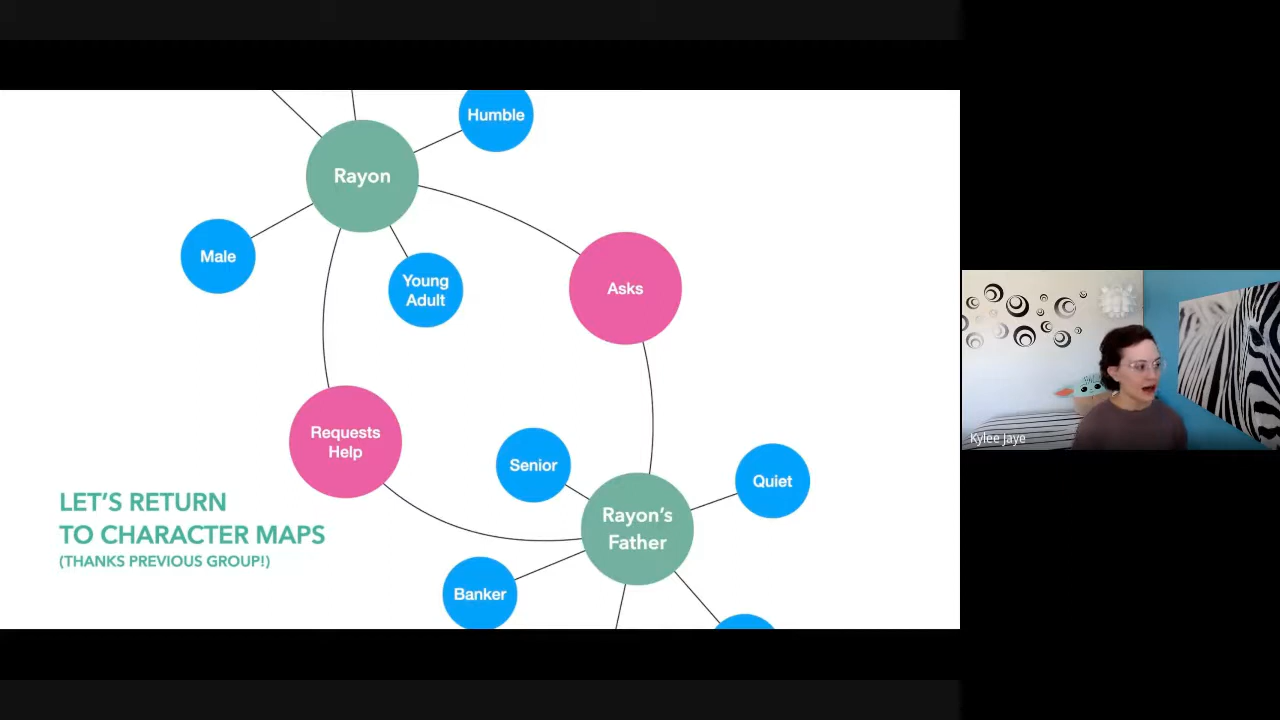 Humble
Rayon
Male
Young
Adult
Asks
Requests
Help
Senior
Quiet
Rayon's
Father
Banker
LET'S RETURN
TO CHARACTER MAPS
(THANKS PREVIOUS GROUP!)
Kylee Jaye